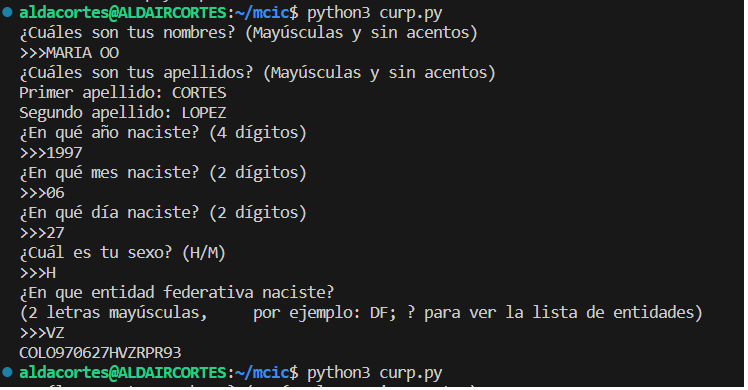 aldacortes@ALDAIRCORTES:~/mcic$ python3 curp.py
¿Cuáles son tus nombres? (Mayúsculas y sin acentos)
>>>MARIA OO
¿Cuáles son tus apellidos? (Mayúsculas y sin acentos)
Primer apellido: CORTES
Segundo apellido: LOPEZ
¿En qué año naciste? (4 dígitos)
>>>1997
¿En qué mes naciste? (2 dígitos)
>>>06
¿En qué día naciste? (2 dígitos)
>>>27
¿Cuál es tu sexo? (H/M)
>>>H
¿En que entidad federativa naciste?
(2 letras mayúsculas,     por ejemplo: DF; ? para ver la lista de entidades)
>>>VZ
COLO970627HVZRPR93
aldacortes@ALDAIRCORTES:~/mcic$ python3 curp.py